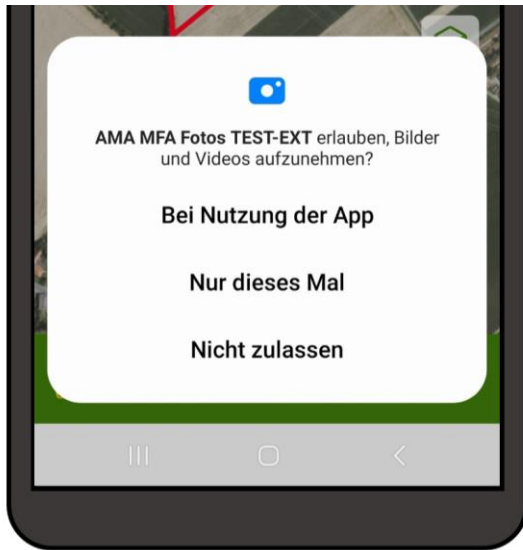 AMA MFA Fotos TEST-EXT erlauben, Bilder
und Videos aufzunehmen?
Bei Nutzung der App
Nur dieses Mal
Nicht zulassen